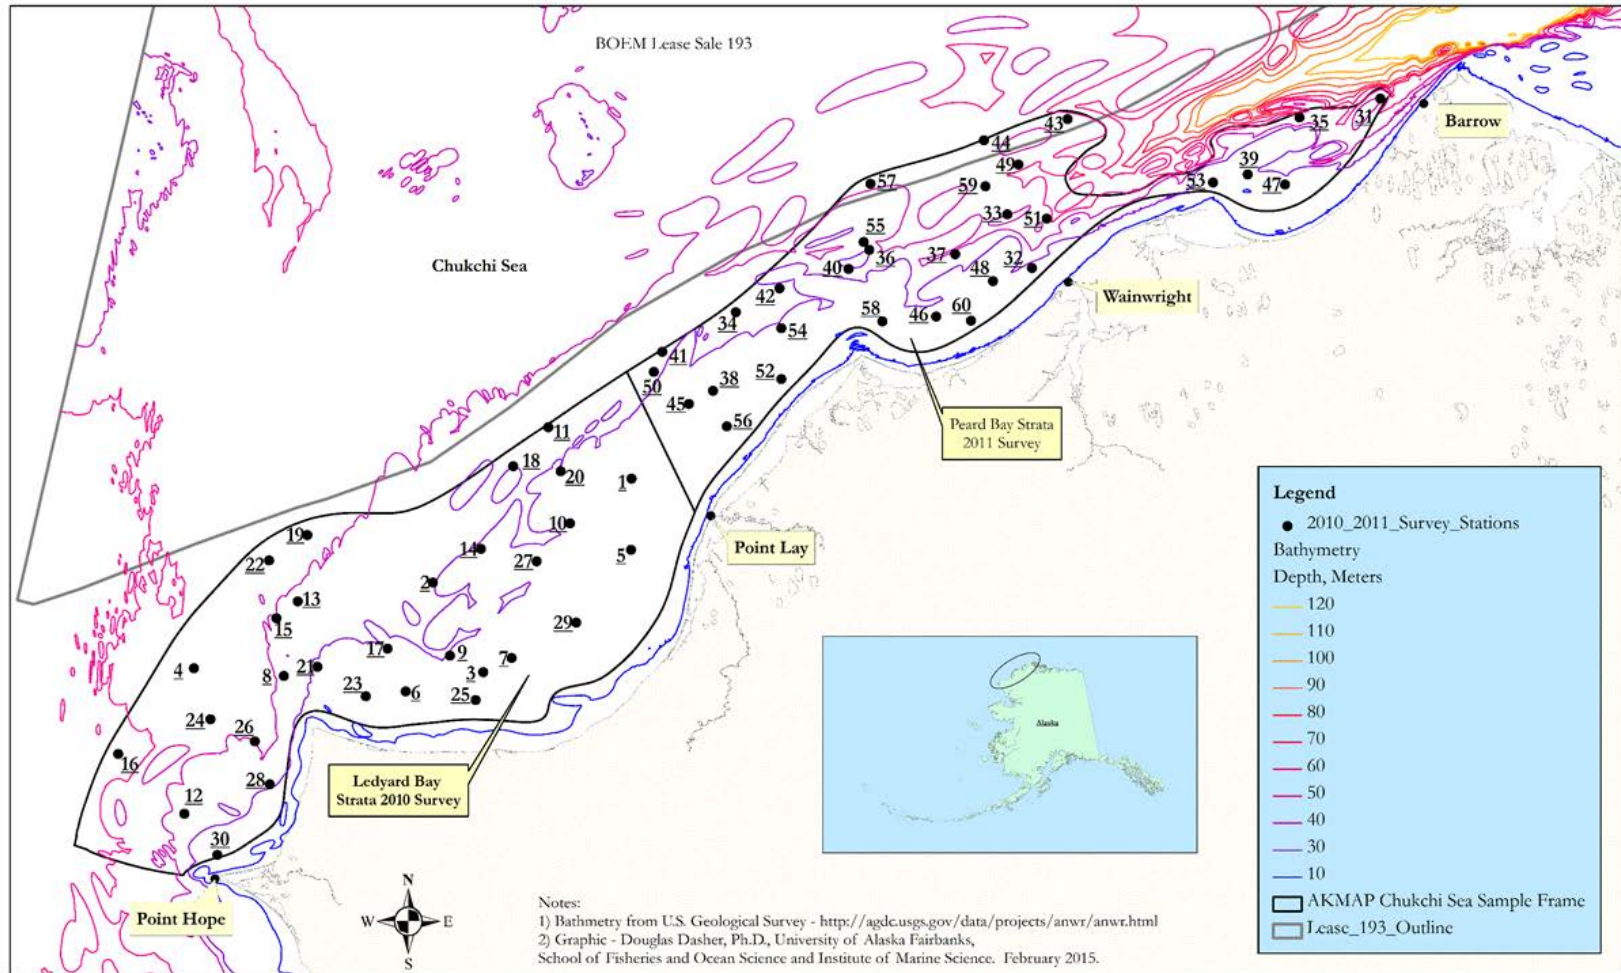 BOEM Lease Sale 193
43
44
35
31
Barrow
49
39
57
59
53
47
33
51
55
36
37
Chukchi Sea
40
48
32
42
Wainwright
34
58
46
60
54
41
50
38
52
45
56
Peard Bay Strata
2011 Survey
11
18
20
1
Legend
2010_2011_Survey_Stations
Bathymetry
Depth, Meters
120
110
100
90
80
70
60
50
40
30
10
AKMAP Chukchi Sea Sample Frame
Lease_193_Outline
10
19
14
Point Lay
5
22
27
2
13
15
29
17
9
4
21
7
8
3
23
6
25
24
26
16
28
Ledyard Bay
Strata 2010 Survey
Alaska
12
30
Point Hope
N
W
E
S
Notes:
1) Bathmetry from U.S. Geological Survey - http://agdc.usgs.gov/data/projects/anwr/anwr.html
2) Graphic - Douglas Dasher, Ph.D., University of Alaska Fairbanks,
School of Fisheries and Ocean Science and Institute of Marine Science. February 2015.